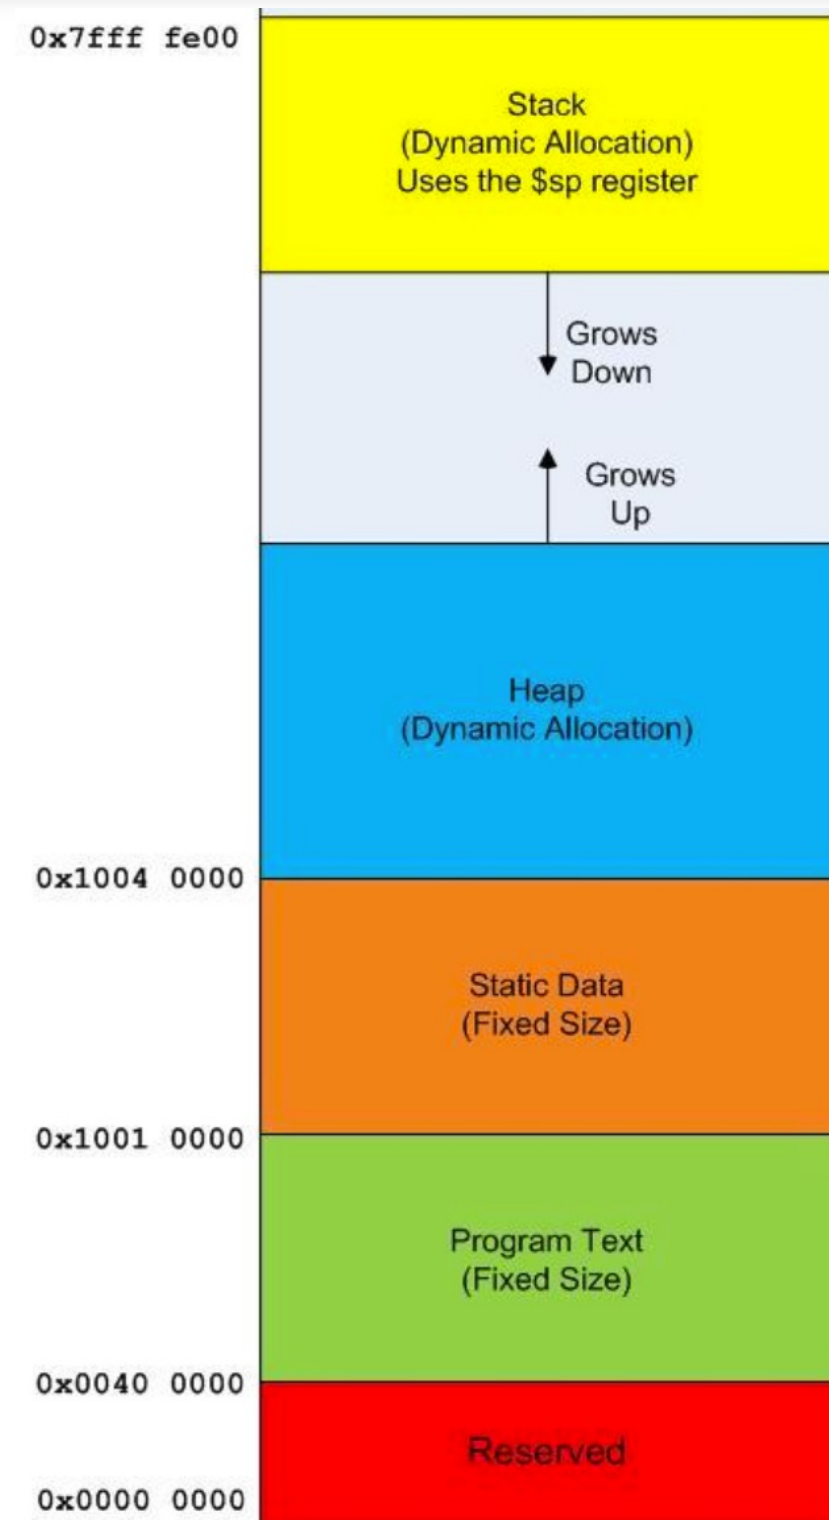 0x7fff fe00
Stack
(Dynamic Allocation)
Uses the $sp register
Grows
Down
Grows
Up
Heap
(Dynamic Allocation)
0x1004 0000
Static Data
(Fixed Size)
0x1001 0000
Program Text
(Fixed Size)
0x0040 0000
Reserved
0x0000 0000